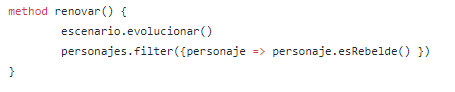 method renovar() {
escenario.evolucionar()
personajes.filter({personaje => personaje.esRebelde() })
}